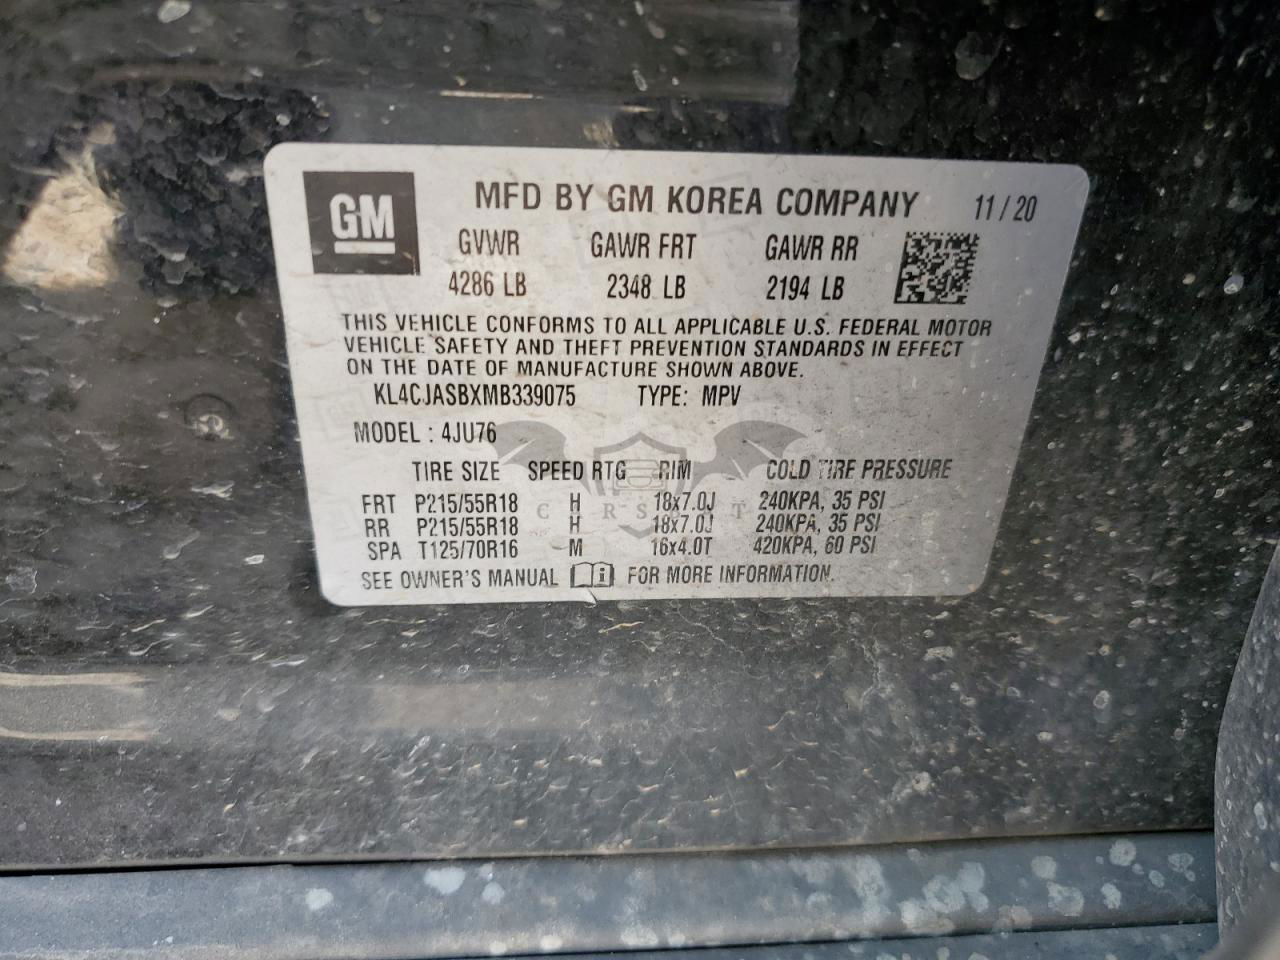 GM
MFD BY GM KOREA COMPANY 11/20
GVWR GAWR FRT GAWR RR
4286 LB 2348 LB 2194 LB
THIS VEHICLE CONFORMS TO ALL APPLICABLE U.S. FEDERAL MOTOR
VEHICLE SAFETY AND THEFT PREVENTION STANDARDS IN EFFECT
ON THE DATE OF MANUFACTURE SHOWN ABOVE.
KL4CJASBXMB339075 TYPE: MPV
MODEL : 4JU76
TIRE SIZE SPEED RTG RIM COLD TIRE PRESSURE
FRT P215/55R18 H 18x7.0J 240KPA, 35 PSI
RR P215/55R18 H 18x7.0J 240KPA, 35 PSI
SPA T125/70R16 M 16x4.0T 420KPA, 60 PSI
SEE OWNER'S MANUAL i FOR MORE INFORMATION.